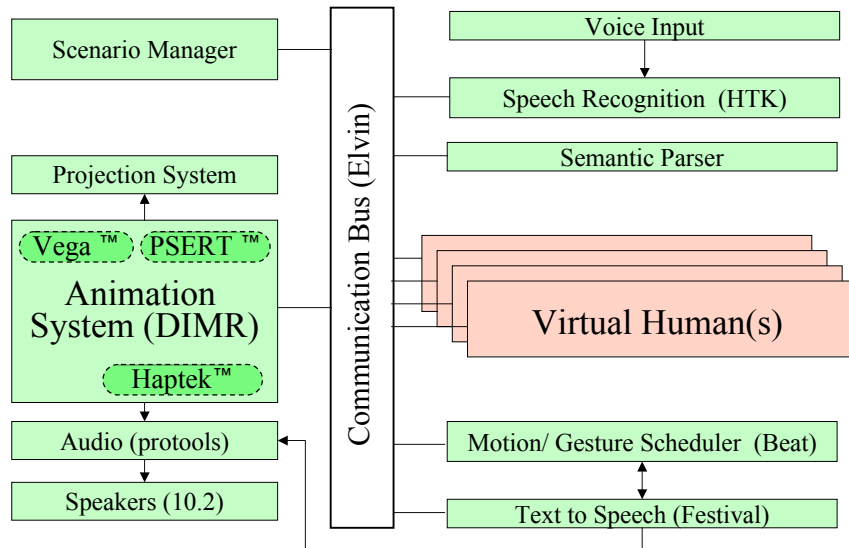 Scenario Manager
Projection System
Vega ™
PSERT ™
Animation
System (DIMR)
Haptek™
Audio (protools)
Speakers (10.2)
Communication Bus (Elvin)
Voice Input
Speech Recognition (HTK)
Semantic Parser
Virtual Human(s)
Motion/ Gesture Scheduler (Beat)
Text to Speech (Festival)